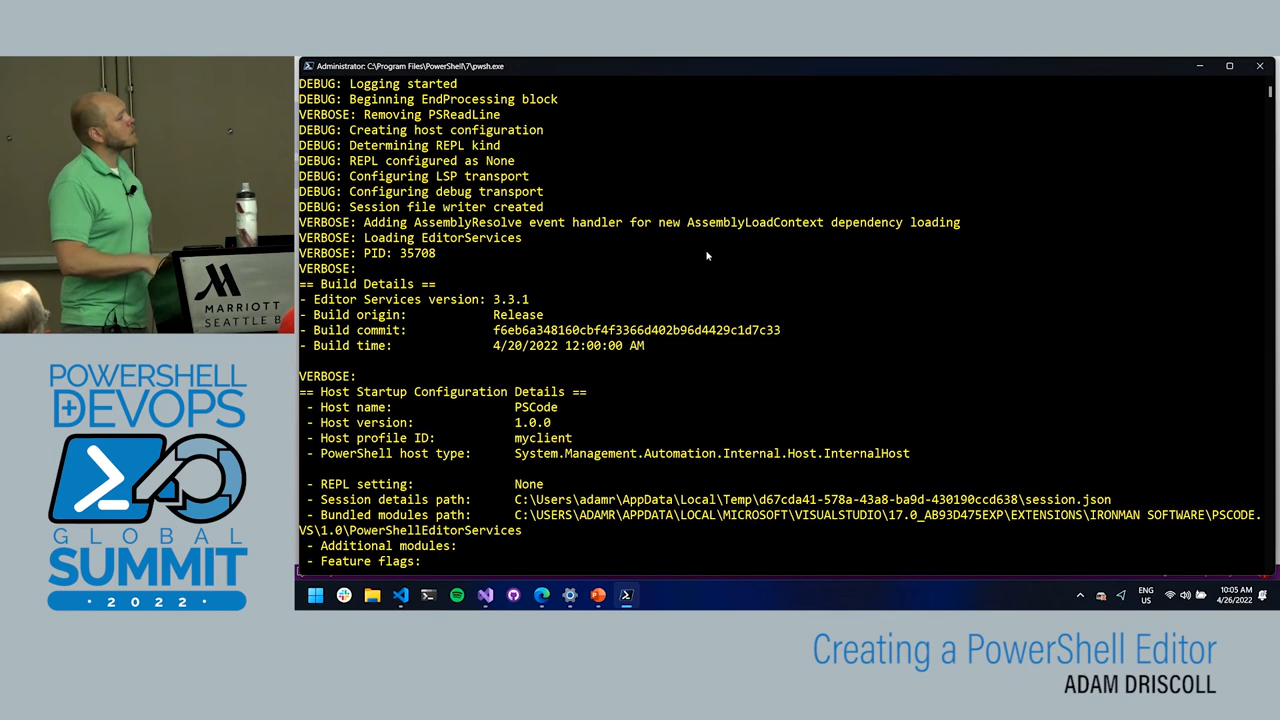 Administrator: C:\Program Files\PowerShell\7\pwsh.exe
DEBUG: Logging started
DEBUG: Beginning EndProcessing block
VERBOSE: Removing PSReadLine
DEBUG: Creating host configuration
DEBUG: Determining REPL kind
DEBUG: REPL configured as None
DEBUG: Configuring LSP transport
DEBUG: Configuring debug transport
DEBUG: Session file writer created
VERBOSE: Adding AssemblyResolve event handler for new AssemblyLoadContext dependency loading
VERBOSE: Loading EditorServices
VERBOSE: PID: 35708
VERBOSE:
== Build Details ==
- Editor Services version: 3.3.1
- Build origin: Release
- Build commit: f6eb6a348160cbf4f3366d402b96d4429c1d7c33
- Build time: 4/20/2022 12:00:00 AM
VERBOSE:
== Host Startup Configuration Details ==
- Host name: PSCode
- Host version: 1.0.0
- Host profile ID: myclient
- PowerShell host type: System.Management.Automation.Internal.Host.InternalHost
- REPL setting: None
- Session details path: C:\Users\adamr\AppData\Local\Temp\d67cda41-578a-43a8-ba9d-430190ccd638\session.json
- Bundled modules path: C:\USERS\ADAMR\APPDATA\LOCAL\MICROSOFT\VISUALSTUDIO\17.0_AB93D475EXP\EXTENSIONS\IRONMAN SOFTWARE\PSCODE.
VS\1.0\PowerShellEditorServices
- Additional modules:
- Feature flags:
ENG
US
10:05 AM
4/26/2022
MARRIOTT
SEATTLE B
POWERSHELL
+DEVOPS
GLOBAL
SUMMIT
· 2022 ·
Creating a PowerShell Editor
ADAM DRISCOLL